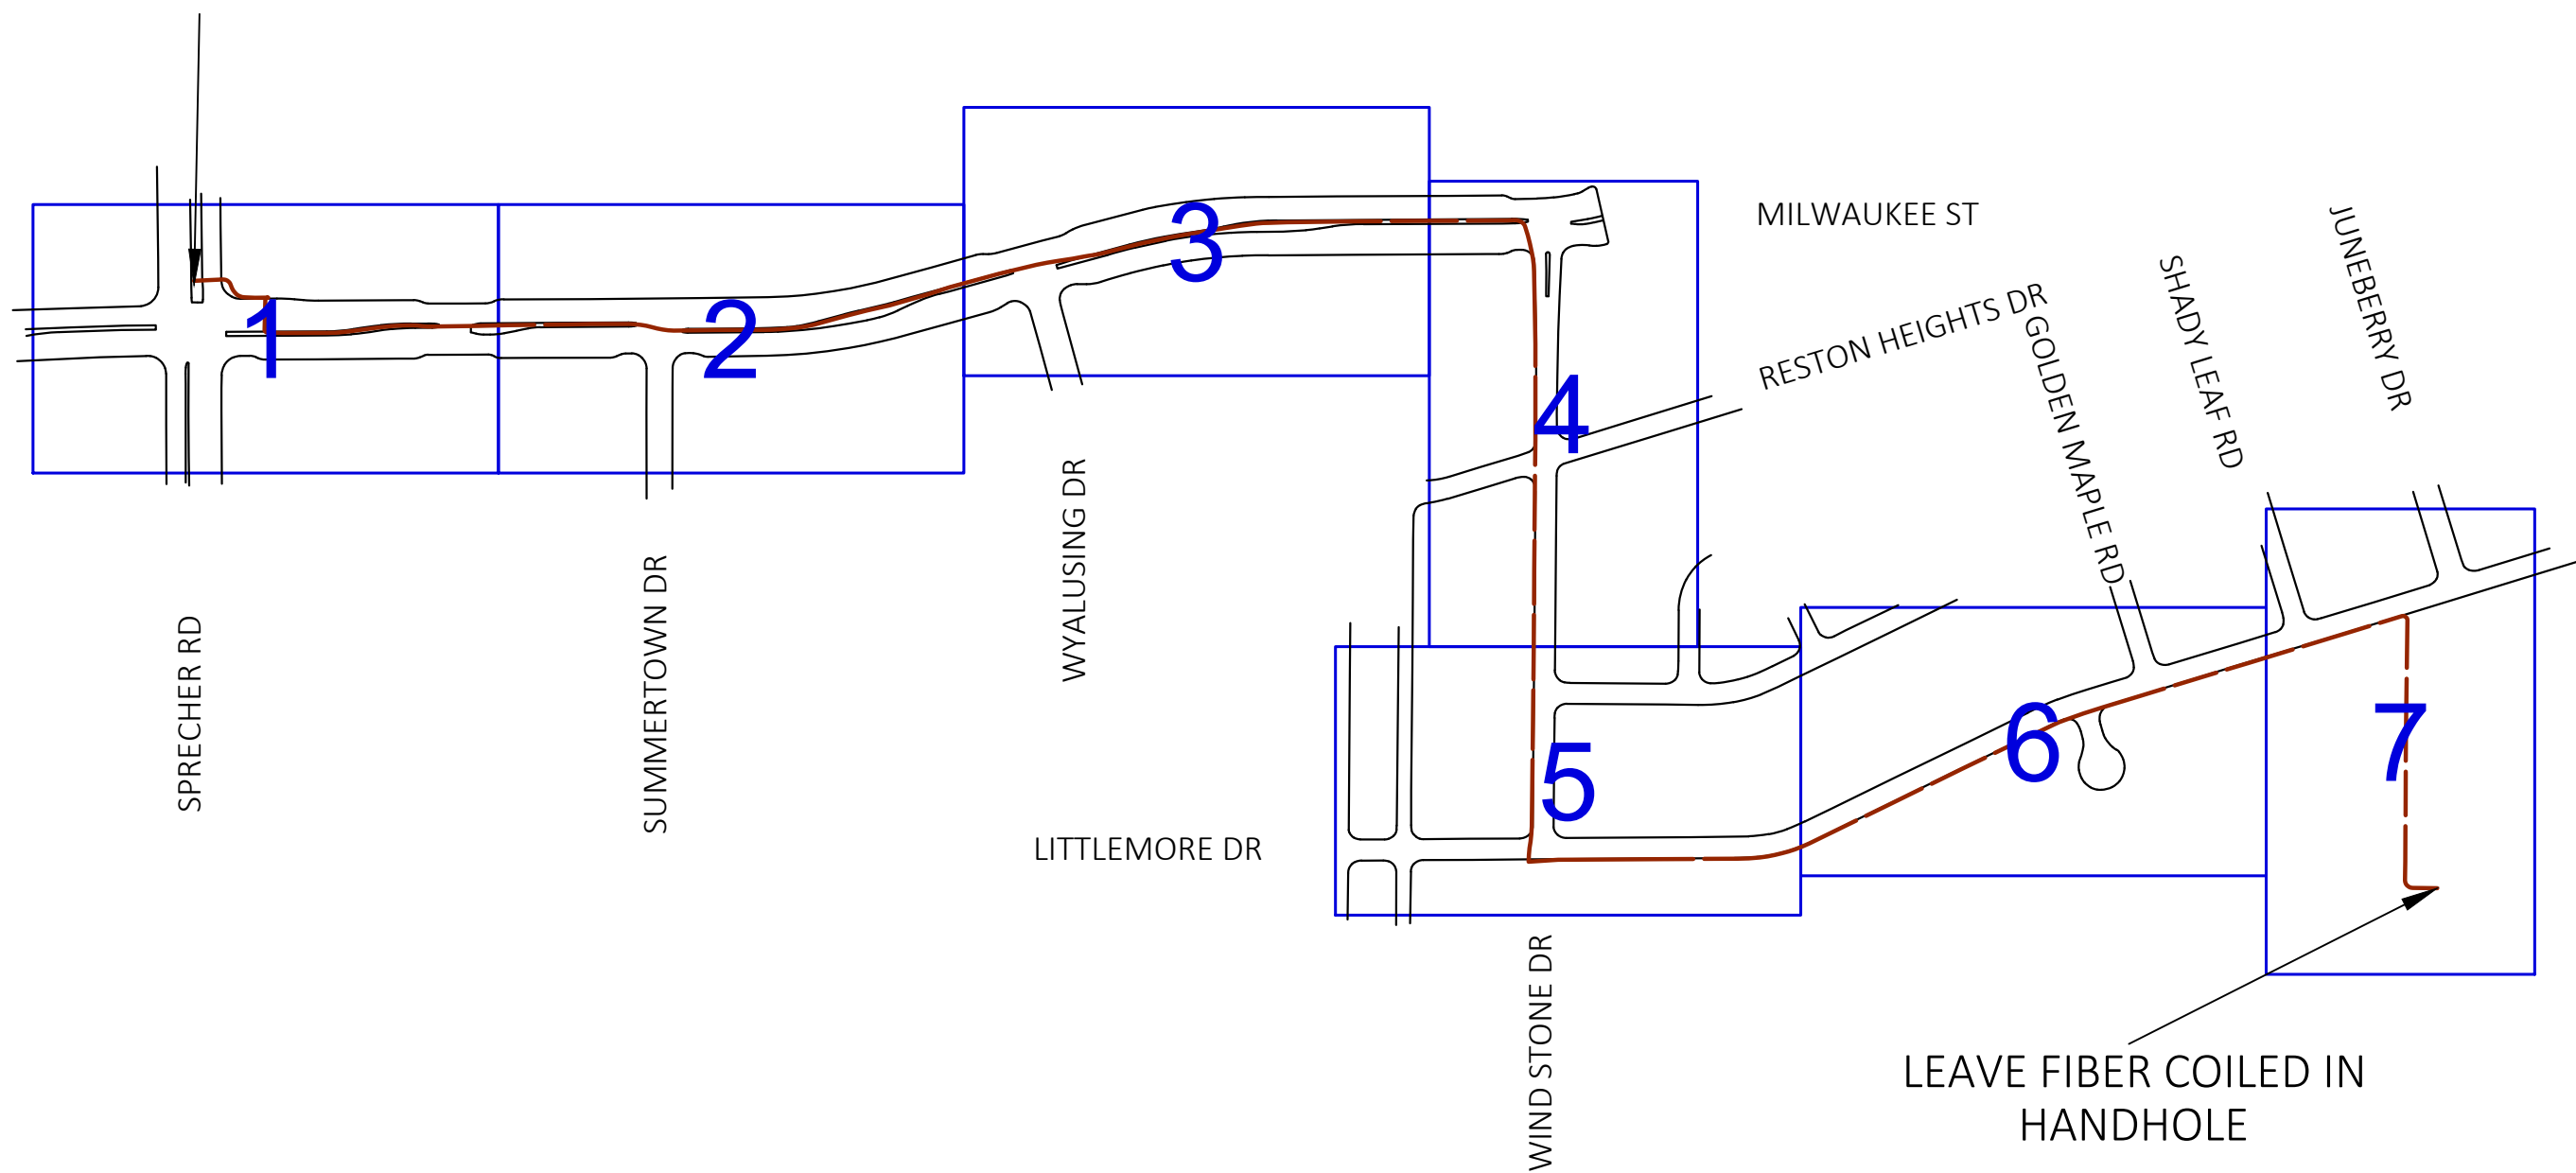 MILWAUKEE ST
JUNEBERRY DR
SHADY LEAF RD
RESTON HEIGHTS DR
GOLDEN MAPLE RD
1
2
3
4
5
6
7
WYALUSING DR
SUMMERTOWN DR
SPRECHER RD
LITTLEMORE DR
WIND STONE DR
LEAVE FIBER COILED IN
HANDHOLE